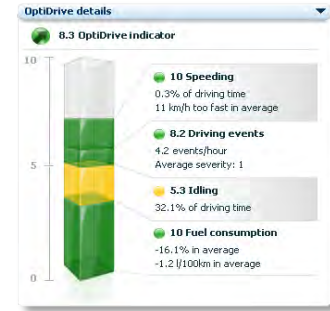 OptiDrive details
8.3 OptiDrive indicator
10
10 Speeding
0.3% of driving time
11 km/h too fast in average
8.2 Driving events
4.2 events/hour
Average severity: 1
5
5.3 Idling
32.1% of driving time
10 Fuel consumption
-16.1% in average
-1.2 l/100km in average
0